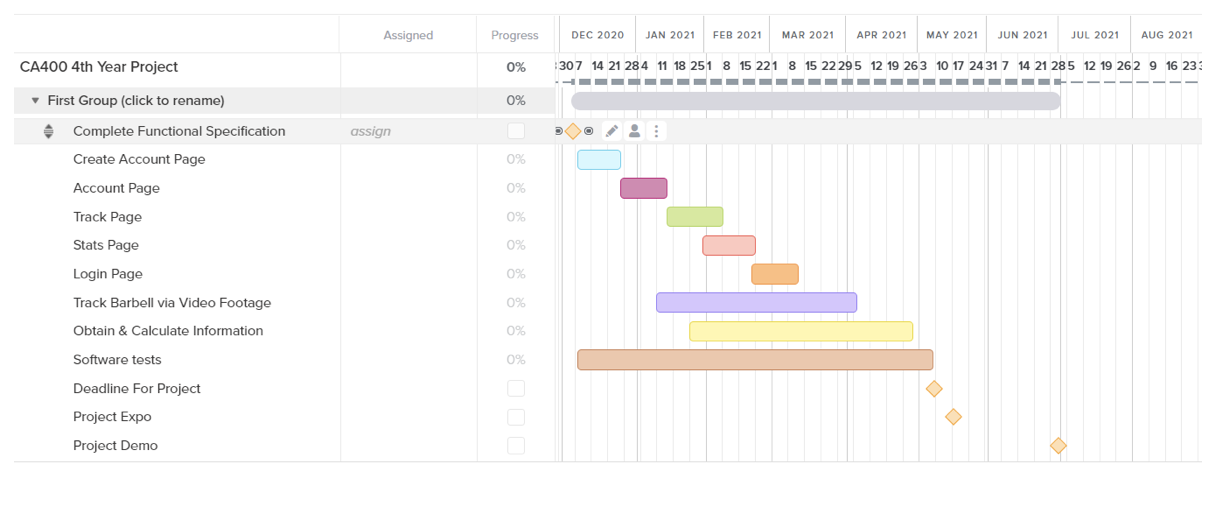 Assigned Progress DEC 2020 JAN 2021 FEB 2021 MAR 2021 APR 2021 MAY 2021 JUN 2021 JUL 2021 AUG 2021
CA400 4th Year Project 0% 30 7 14 21 28 4 11 18 25 1 8 15 22 1 8 15 22 29 5 12 19 26 3 10 17 24 31 7 14 21 28 5 12 19 26 2 9 16 23
First Group (click to rename) 0%
Complete Functional Specification assign
Create Account Page 0%
Account Page 0%
Track Page 0%
Stats Page 0%
Login Page 0%
Track Barbell via Video Footage 0%
Obtain & Calculate Information 0%
Software tests 0%
Deadline For Project
Project Expo
Project Demo